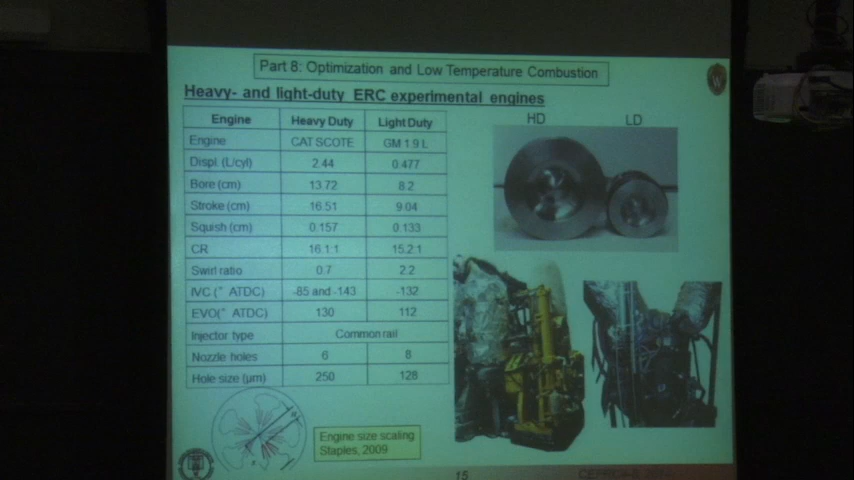 Part 8: Optimization and Low Temperature Combustion
Heavy- and light-duty ERC experimental engines
HD LD
Engine Heavy Duty Light Duty
Engine CAT SCOTE GM 1.9 L
Displ. (L/cyl) 2.44 0.477
Bore (cm) 13.72 8.2
Stroke (cm) 16.51 9.04
Squish (cm) 0.157 0.133
CR 16.1:1 15.2:1
Swirl ratio 0.7 2.2
IVC (° ATDC) -85 and -143 -132
EVO(° ATDC) 130 112
Injector type Common rail
Nozzle holes 6 8
Hole size (µm) 250 128
Engine size scaling
Staples, 2009
15